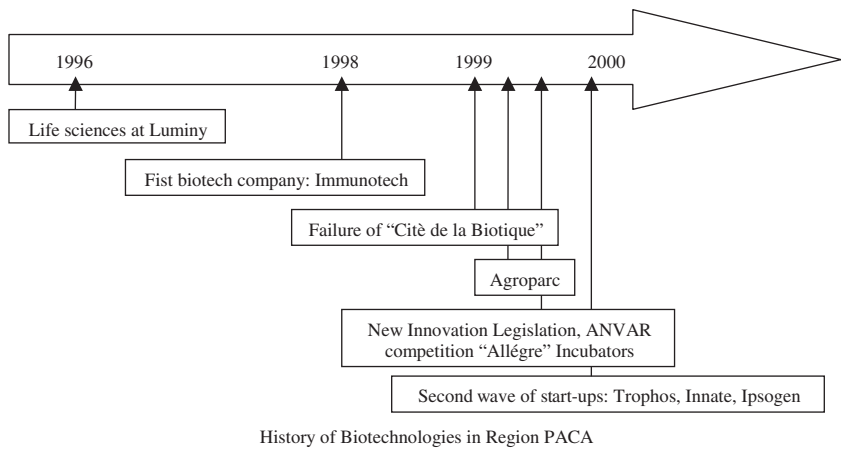 1996 1998 1999 2000
Life sciences at Luminy
Fist biotech company: Immunotech
Failure of “Citè de la Biotique”
Agroparc
New Innovation Legislation, ANVAR
competition “Allégre” Incubators
Second wave of start-ups: Trophos, Innate, Ipsogen
History of Biotechnologies in Region PACA